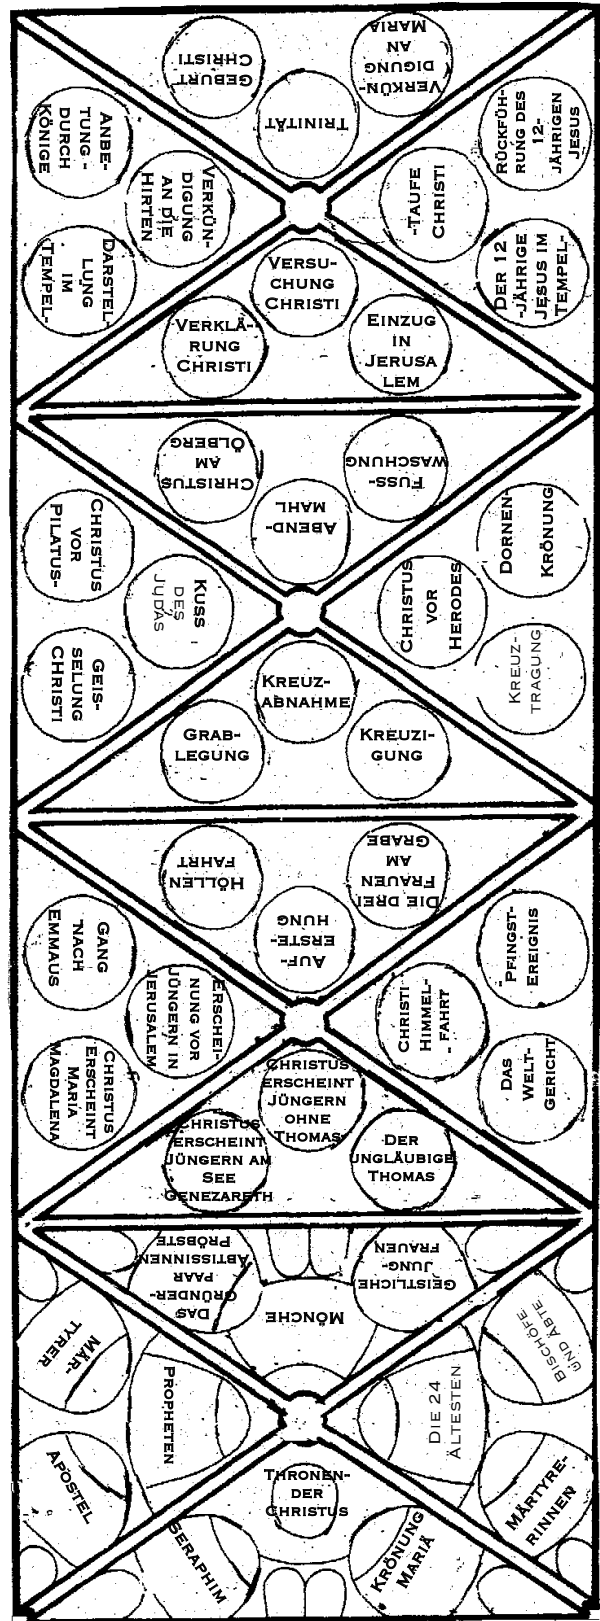 GEBURT
CHRISTI
VERKÜN-
DIGUNG
AN
MARIA
TRINITÄT
ANBE-
TUNG -
DURCH
KÖNIGE
VERKÜN-
DIGUNG
AN DIE
HIRTEN
DARSTEL-
LUNG
IM
TEMPEL-
RÜCKFÜH-
RUNG DES
12-
JÄHRIGEN
JESUS
-TAUFE
CHRISTI
DER 12
-JÄHRIGE
JESUS IM
TEMPEL-
VERSU-
CHUNG
CHRISTI
VERKLÄ-
RUNG
CHRISTI
EINZUG
IN
JERUSA
LEM
CHRISTUS
AM
ÖLBERG
FUSS-
WASCHUNG
ABEND-
MAHL
CHRISTUS
VOR
PILATUS-
KUSS
DES
JUDAS
GEIS-
SELUNG
CHRISTI
DORNEN-
KRÖNUNG
CHRISTUS
VOR
HERODES
KREUZ-
TRAGUNG
KREUZ-
ABNAHME
GRAB-
LEGUNG
KREUZI-
GUNG
HÖLLEN
FAHRT
DIE DREI
FRAUEN
AM
GRABE
AUF-
ERSTE-
HUNG
GANG
NACH
EMMAUS
ERSCHEI-
NUNG VOR
JÜNGERN IN
JERUSALEM
CHRISTUS
ERSCHEINT
MARIA
MAGDALENA
PFINGST-
EREIGNIS
CHRISTI
HIMMEL-
- FAHRT
DAS
WELT-
GERICHT
CHRISTUS
ERSCHEINT
JÜNGERN
OHNE
THOMAS-
CHRISTUS
ERSCHEINT
JÜNGERN AM
SEE
GENEZARETH
DER
UNGLÄUBIGE
THOMAS
DAS
GRÜNDER-
PAAR
ABTISSINNEN
PRÖBSTE
GEISTLICHE
JUNG-
FRAUEN
MÖNCHE
MÄR-
TYRER
PROPHETEN
APOSTEL
BISCHÖFE
UND ÄBTE
DIE 24
ÄLTESTEN
MÄRTYRE-
RINNEN
THRONEN-
DER
CHRISTUS
SERAPHIM
KRÖNUNG
MARIÄ